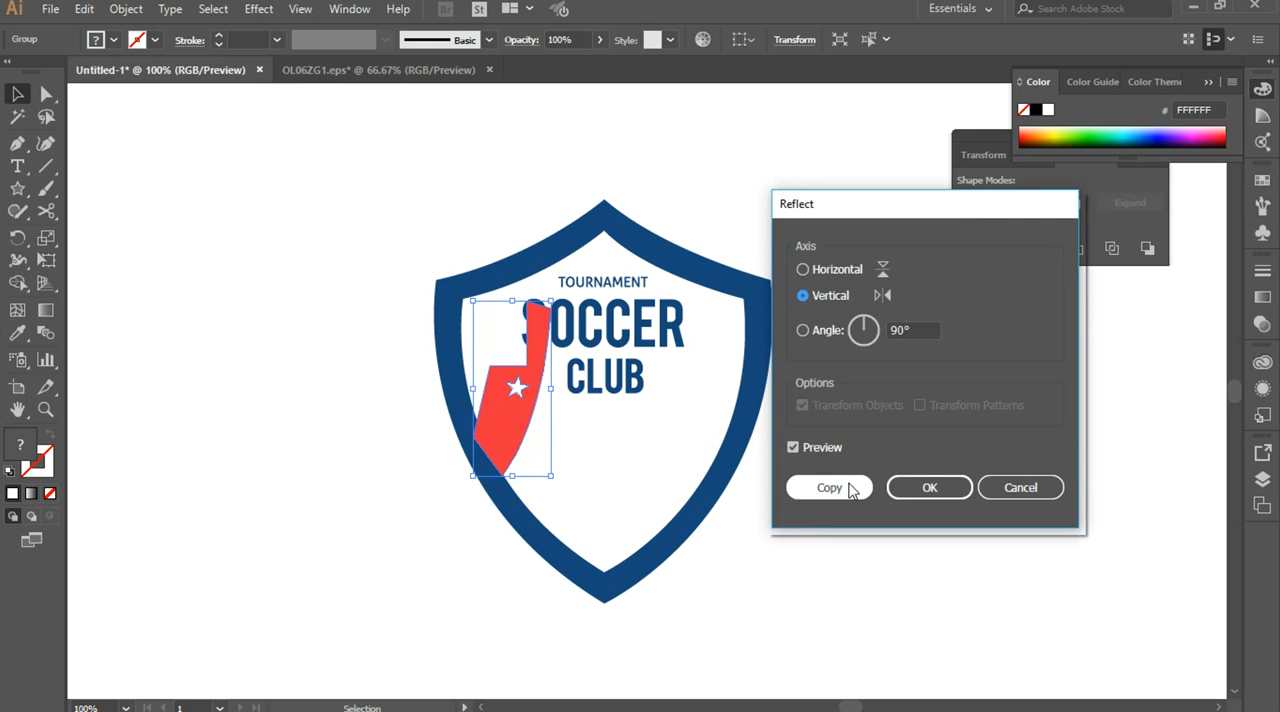 Ai File Edit Object Type Select Effect View Window Help Br St Essentials Search Adobe Stock
Group ? Stroke: Basic Opacity: 100% Style: Transform
Untitled-1* @ 100% (RGB/Preview) × OL06ZG1.eps* @ 66.67% (RGB/Preview) ×
Color Color Guide Color Theme
# FFFFFF
Transform
Shape Modes:
Expand
Reflect
Axis
Horizontal
Vertical
Angle: 90°
Options
Transform Objects Transform Patterns
Preview
Copy OK Cancel
TOURNAMENT
SOCCER
CLUB
?
100% 1 Selection